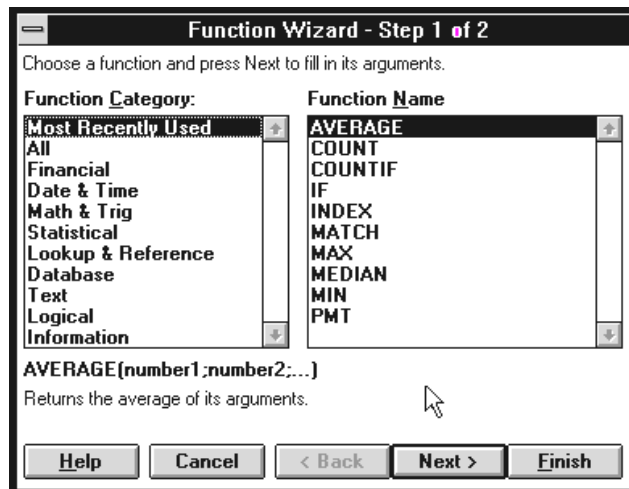 Function Wizard - Step 1 of 2
Choose a function and press Next to fill in its arguments.
Function Category:
Most Recently Used
All
Financial
Date & Time
Math & Trig
Statistical
Lookup & Reference
Database
Text
Logical
Information
Function Name
AVERAGE
COUNT
COUNTIF
IF
INDEX
MATCH
MAX
MEDIAN
MIN
PMT
AVERAGE(number1;number2;...)
Returns the average of its arguments.
Help Cancel < Back Next > Finish